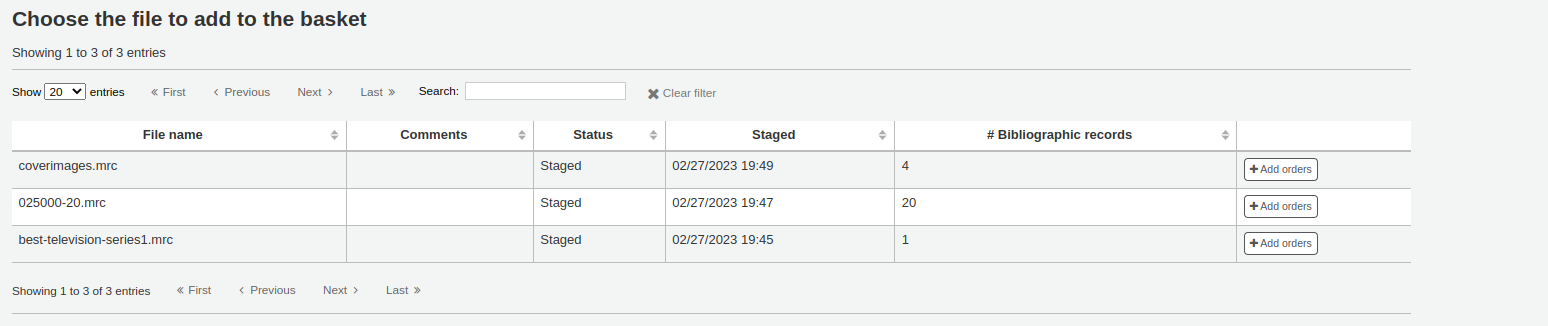 Choose the file to add to the basket
Showing 1 to 3 of 3 entries
Show 20 entries First Previous Next Last Search: Clear filter
File name Comments Status Staged # Bibliographic records
coverimages.mrc Staged 02/27/2023 19:49 4 Add orders
025000-20.mrc Staged 02/27/2023 19:47 20 Add orders
best-television-series1.mrc Staged 02/27/2023 19:45 1 Add orders
Showing 1 to 3 of 3 entries First Previous Next Last